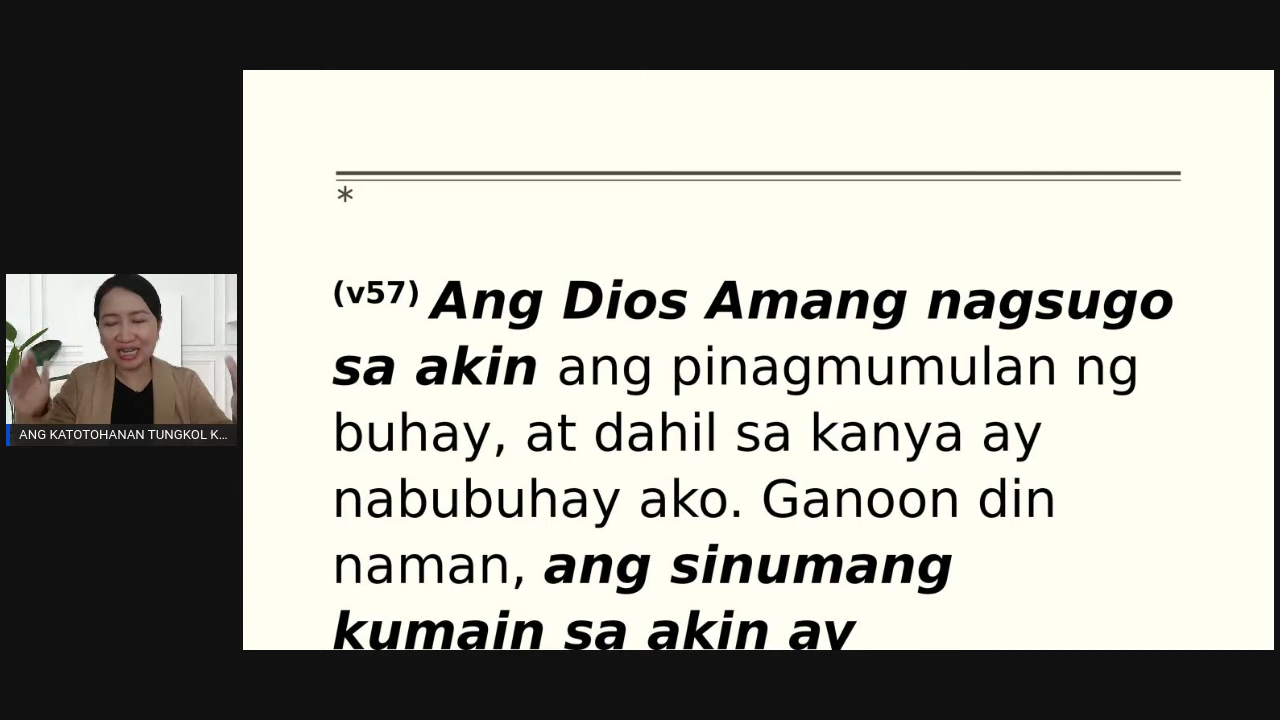 *
(v57) Ang Dios Amang nagsugo
sa akin ang pinagmumulan ng
buhay, at dahil sa kanya ay
nabubuhay ako. Ganoon din
naman, ang sinumang
kumain sa akin ay
ANG KATOTOHANAN TUNGKOL K...